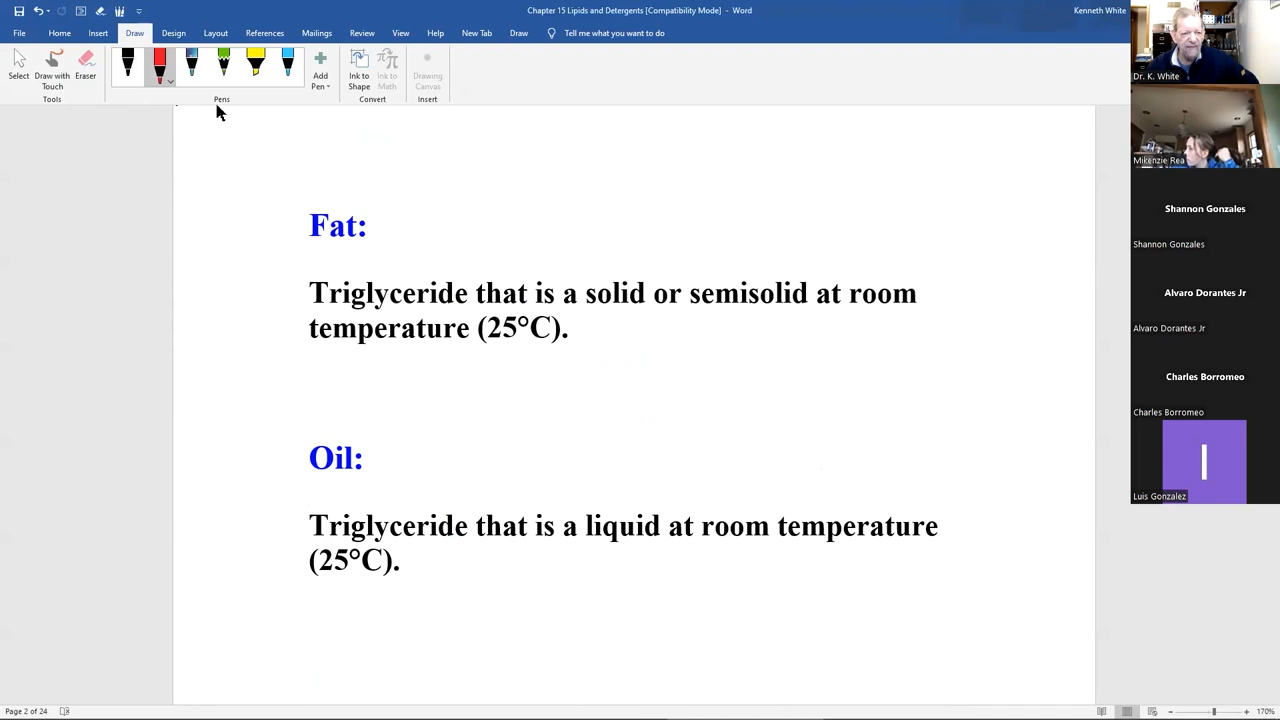 Chapter 15 Lipids and Detergents [Compatibility Mode] - Word
Kenneth White
File Home Insert Draw Design Layout References Mailings Review View Help New Tab Draw Tell me what you want to do
Select
Draw with Touch
Eraser
Add Pen
Ink to Shape
Ink to Math
Drawing Canvas
Tools
Pens
Convert
Insert
Fat:
Triglyceride that is a solid or semisolid at room
temperature (25°C).
Oil:
Triglyceride that is a liquid at room temperature
(25°C).
Dr. K. White
Mikenzie Rea
Shannon Gonzales
Shannon Gonzales
Alvaro Dorantes Jr
Alvaro Dorantes Jr
Charles Borromeo
Charles Borromeo
l
Luis Gonzalez
Page 2 of 24
170%